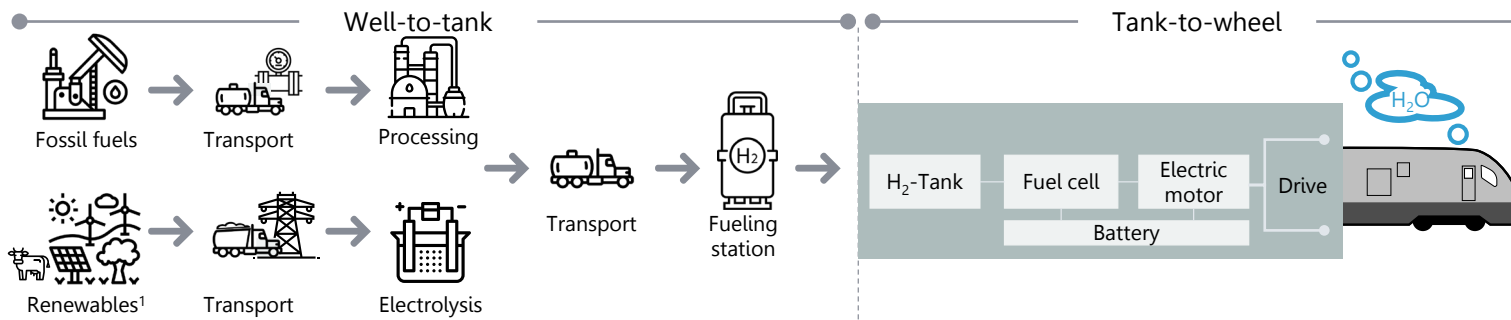 Well-to-tank
Tank-to-wheel
Fossil fuels
Transport
Processing
Renewables¹
Transport
Electrolysis
Transport
H₂
Fueling
station
H₂-Tank
Fuel cell
Electric
motor
Battery
Drive
H₂O